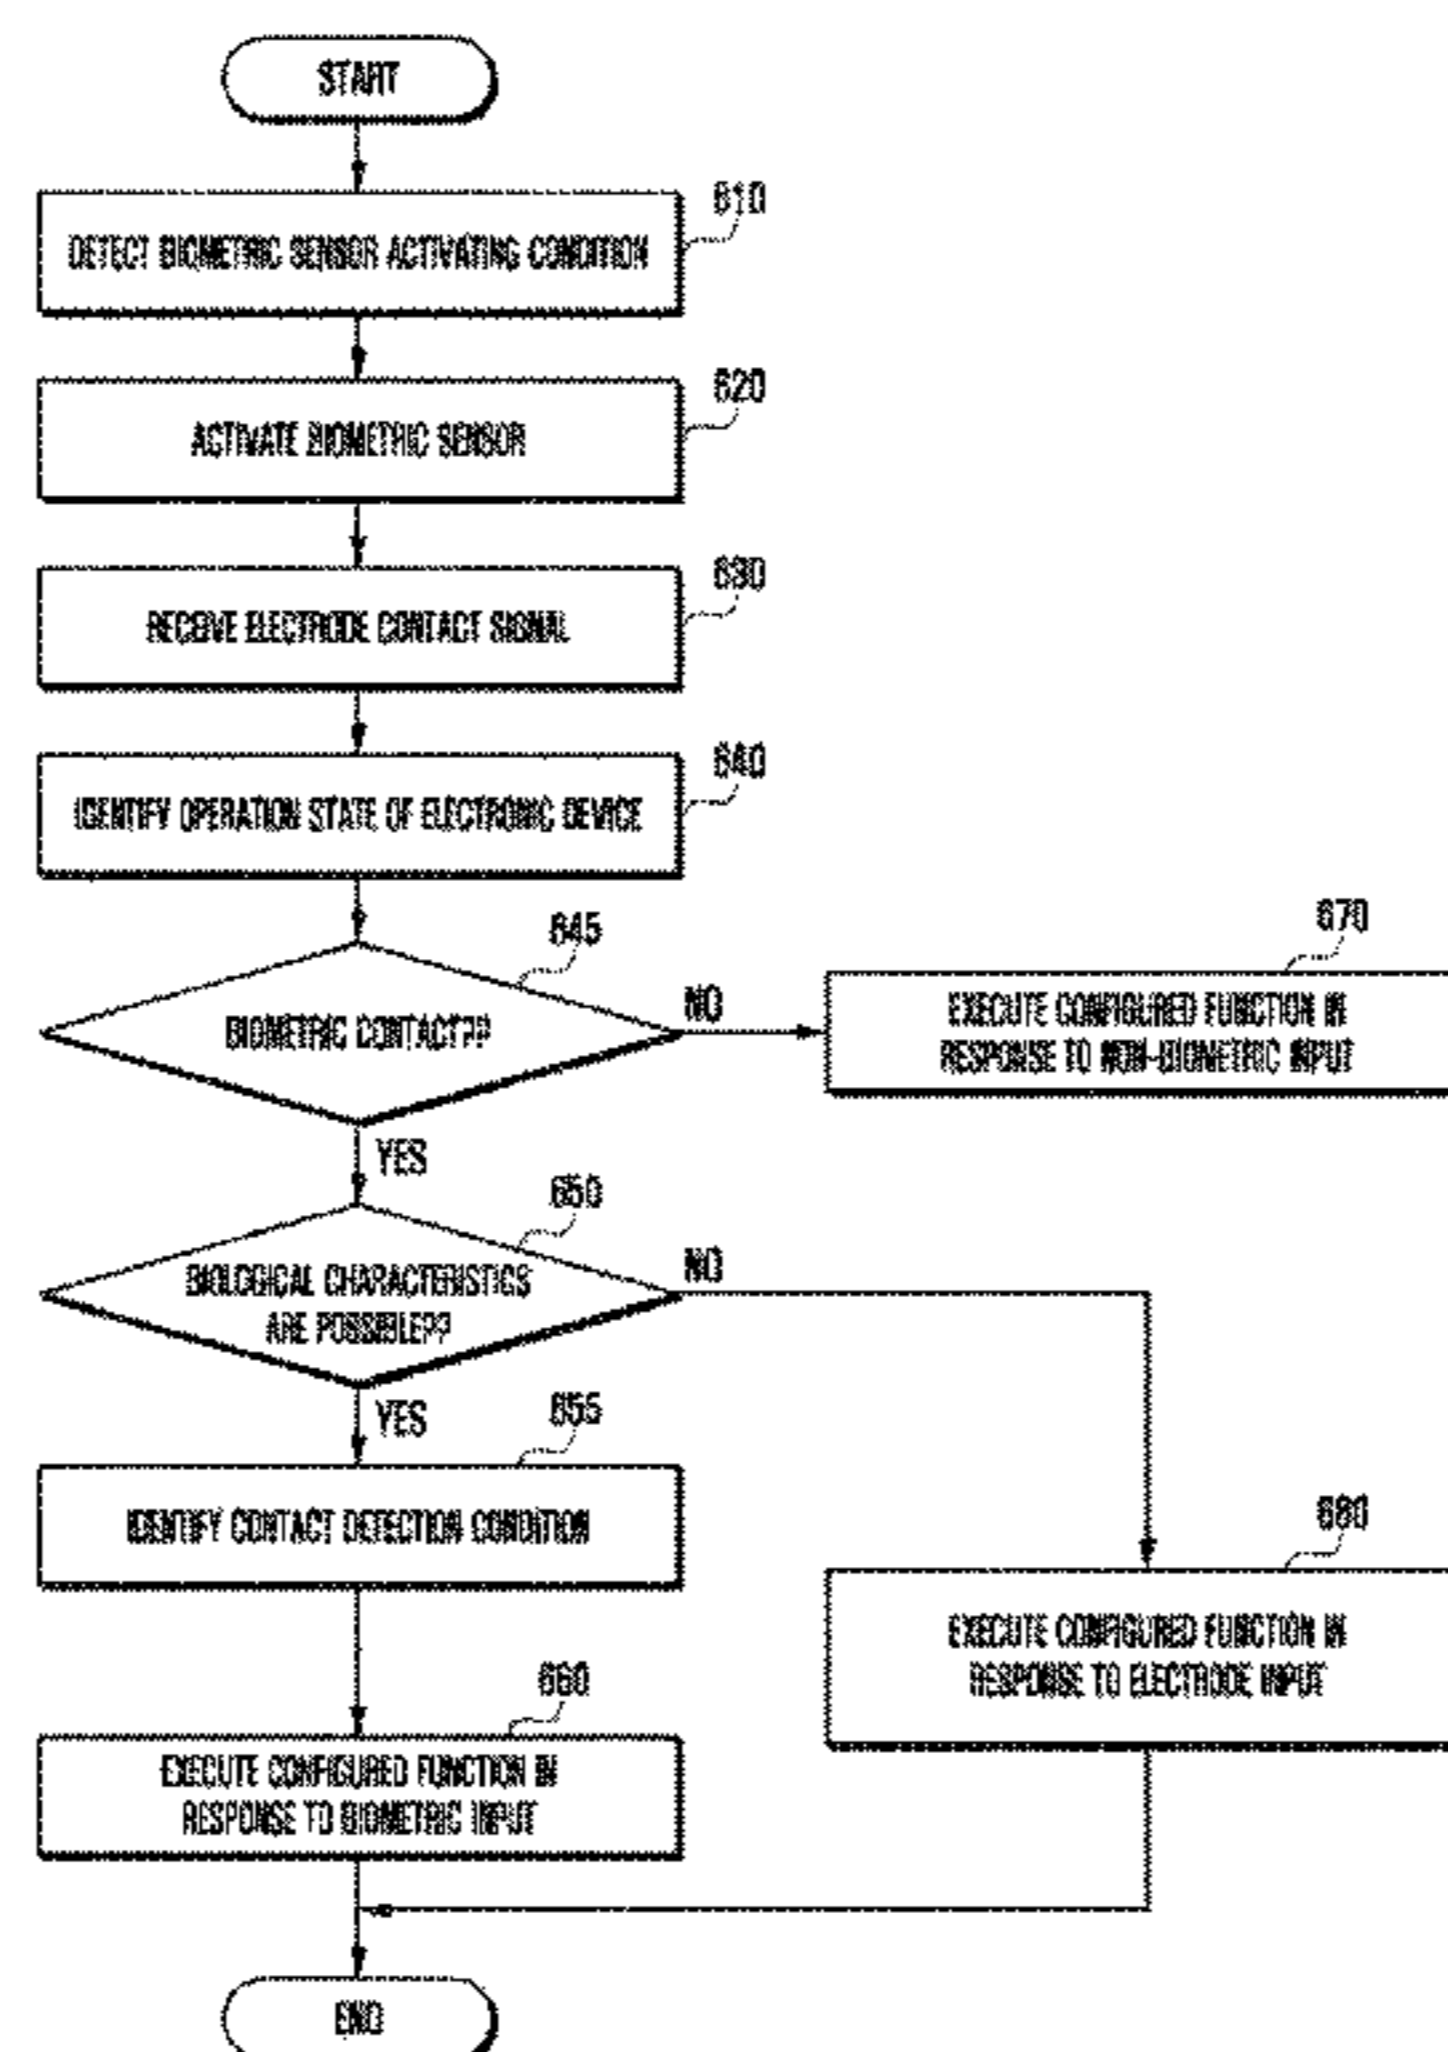 START
610
DETECT BIOMETRIC SENSOR ACTIVATING CONDITION
620
ACTIVATE BIOMETRIC SENSOR
630
RECEIVE ELECTRODE CONTACT SIGNAL
640
IDENTIFY OPERATION STATE OF ELECTRONIC DEVICE
645
BIOMETRIC CONTACT??
NO
670
EXECUTE CONFIGURED FUNCTION IN
RESPONSE TO NON-BIOMETRIC INPUT
YES
650
BIOLOGICAL CHARACTERISTICS
ARE POSSIBLE??
NO
YES
655
IDENTIFY CONTACT DETECTION CONDITION
680
EXECUTE CONFIGURED FUNCTION IN
RESPONSE TO ELECTRODE INPUT
660
EXECUTE CONFIGURED FUNCTION IN
RESPONSE TO BIOMETRIC INPUT
END